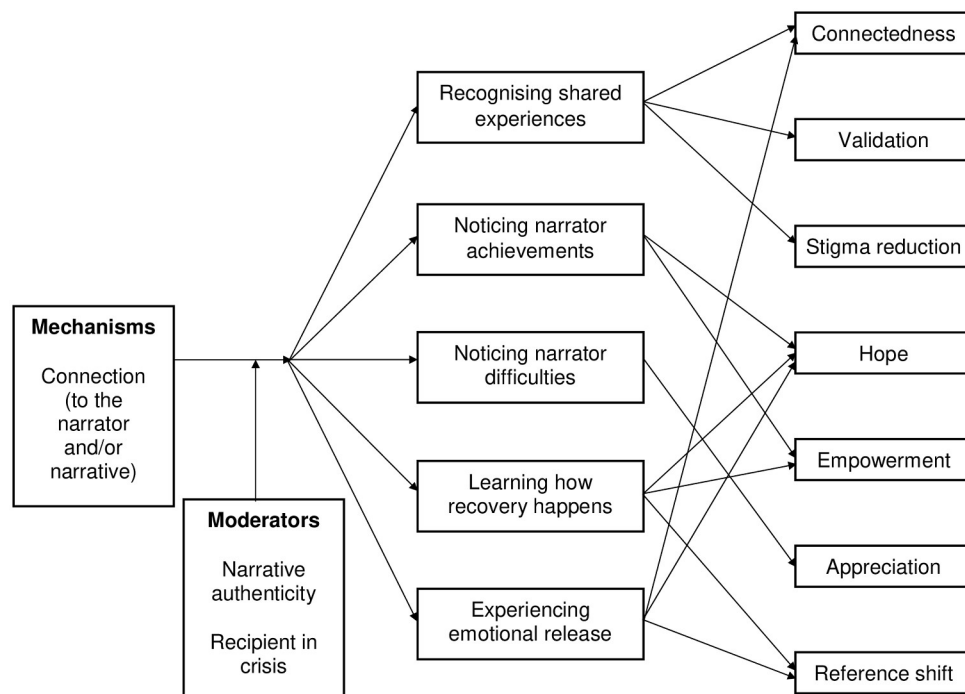 Mechanisms
Connection
(to the
narrator
and/or
narrative)
Moderators
Narrative
authenticity
Recipient in
crisis
Recognising shared
experiences
Noticing narrator
achievements
Noticing narrator
difficulties
Learning how
recovery happens
Experiencing
emotional release
Connectedness
Validation
Stigma reduction
Hope
Empowerment
Appreciation
Reference shift